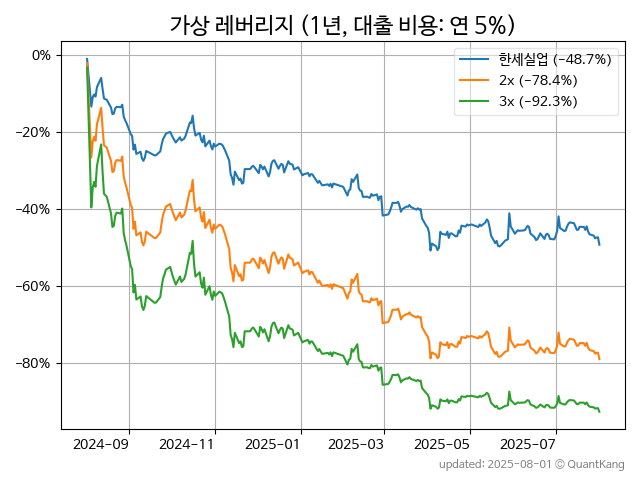 가상 레버리지 (1년, 대출 비용: 연 5%)
한세실업 (-48.7%)
2x (-78.4%)
3x (-92.3%)
0%
−20%
−40%
−60%
−80%
2024-09 2024-11 2025-01 2025-03 2025-05 2025-07
updated: 2025-08-01 © QuantKang